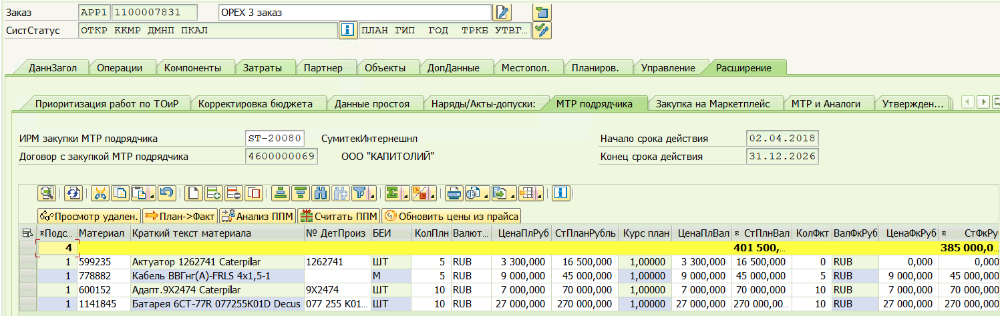 Заказ APP1 1100007831 OPEX 3 заказ
СистСтатус ОТКР ККМР ДМНП ПКАЛ ПЛАН ГИП ГОД ТРКБ УТВГ...
ДаннЗагол Операции Компоненты Затраты Партнер Объекты ДопДанные Местопол. Планиров. Управление Расширение
Приоритизация работ по ТОиР Корректировка бюджета Данные простоя Наряды/Акты-допуски: МТР подрядчика Закупка на Маркетплейс МТР и Аналоги Утвержден...
ИРМ закупки МТР подрядчика ST-20080 СумитекИнтернешнл Начало срока действия 02.04.2018
Договор с закупкой МТР подрядчика 4600000069 ООО "КАПИТОЛИЙ" Конец срока действия 31.12.2026
Просмотр удален. План->Факт Анализ ППМ Считать ППМ Обновить цены из прайса
ΣПодс... Материал Краткий текст материала № ДетПроиз БЕИ КолПлн Валют... ЦенаПлРуб СтПланРубль Курс план ЦенаПлВал Σ СтПлнВал КолФкт ВалФкРуб ЦенаФкРуб Σ СтФкРу
4 401 500,... 385 000,0...
1 599235 Актуатор 1262741 Caterpillar 1262741 ШТ 5 RUB 3 300,000 16 500,000 1,00000 3 300,000 16 500,000 0 RUB 0,000 0,000
1 778882 Кабель ВВГнг(А)-FRLS 4x1,5-1 М 5 RUB 9 000,000 45 000,000 1,00000 9 000,000 45 000,000 5 RUB 9 000,000 45 000,000
1 600152 Адапт.9X2474 Caterpillar 9X2474 ШТ 10 RUB 7 000,000 70 000,000 1,00000 7 000,000 70 000,000 10 RUB 7 000,000 70 000,000
1 1141845 Батарея 6СТ-77R 077255K01D Decus 077 255 K01... ШТ 10 RUB 27 000,000 270 000,000 1,00000 27 000,000 270 000,000 10 RUB 27 000,000 270 000,000